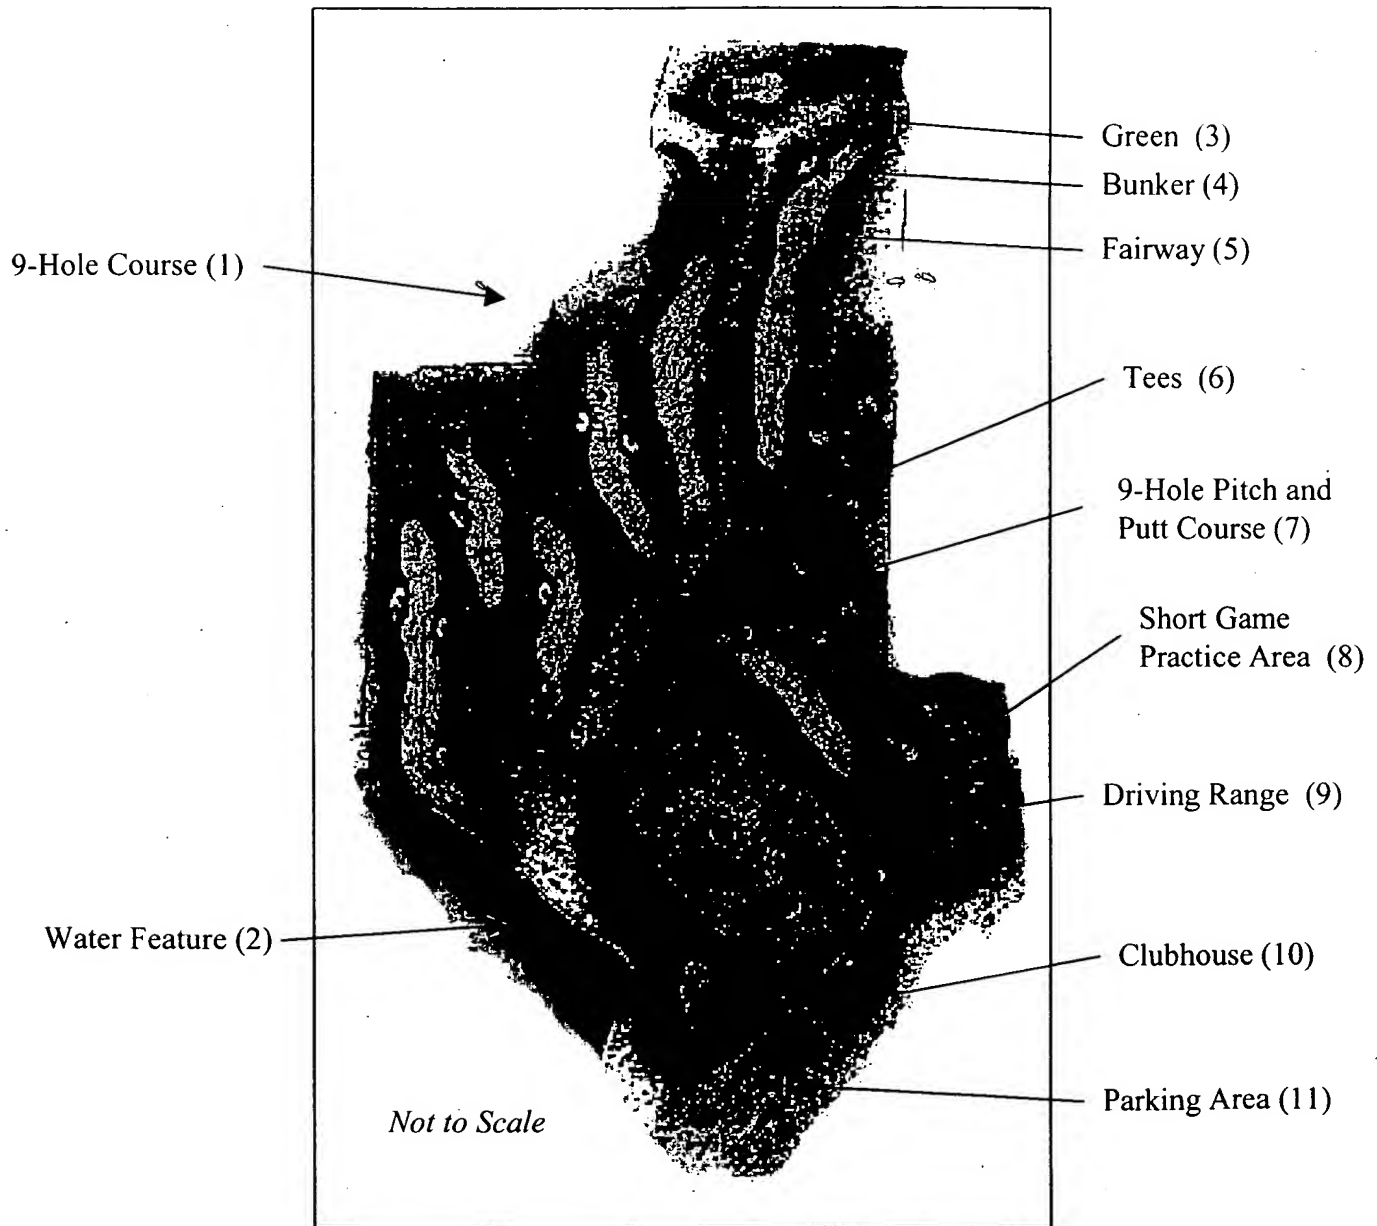 Green (3)
Bunker (4)
Fairway (5)
9-Hole Course (1)
Tees (6)
9-Hole Pitch and
Putt Course (7)
Short Game
Practice Area (8)
Driving Range (9)
Water Feature (2)
Clubhouse (10)
Parking Area (11)
Not to Scale